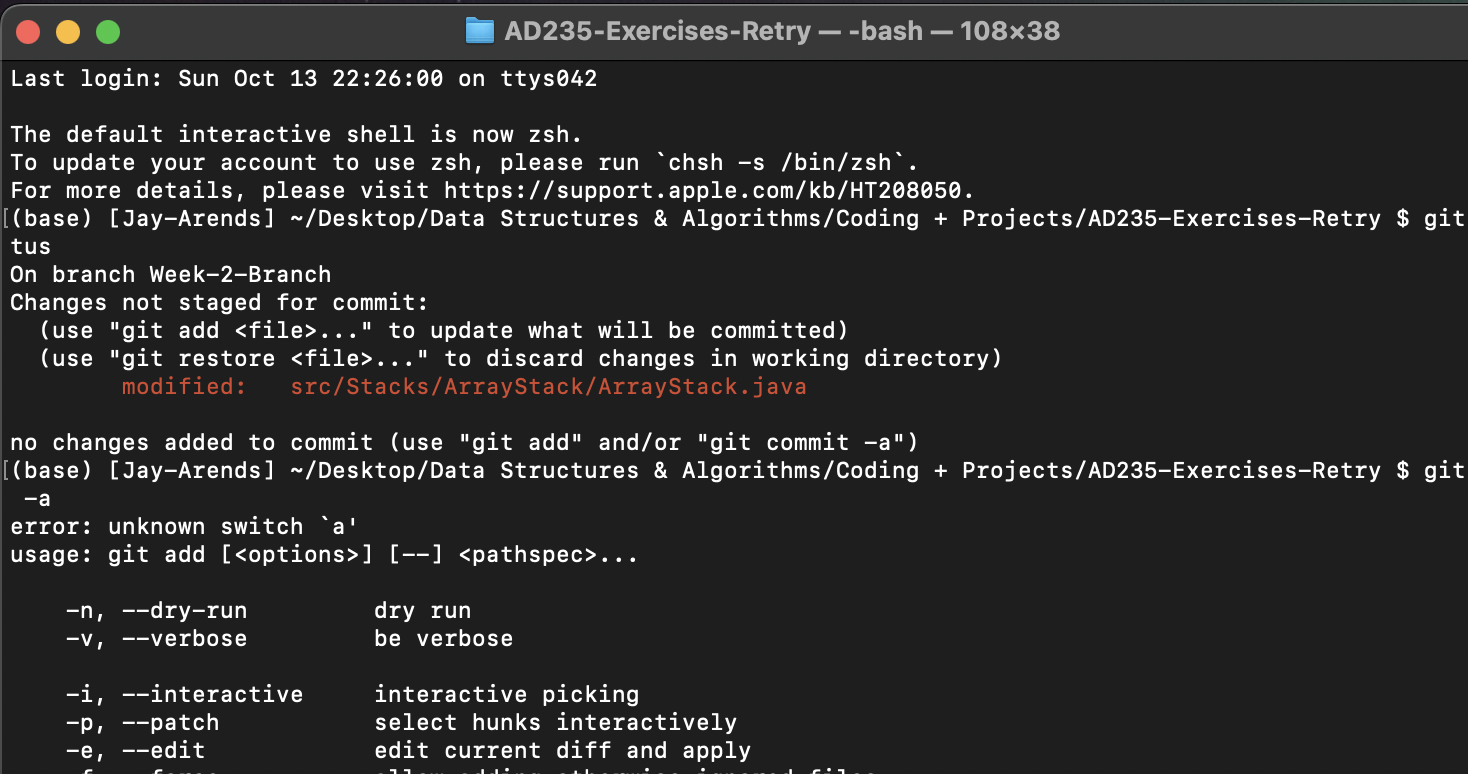 AD235-Exercises-Retry — -bash — 108×38
Last login: Sun Oct 13 22:26:00 on ttys042
The default interactive shell is now zsh.
To update your account to use zsh, please run `chsh -s /bin/zsh`.
For more details, please visit https://support.apple.com/kb/HT208050.
[(base) [Jay-Arends] ~/Desktop/Data Structures & Algorithms/Coding + Projects/AD235-Exercises-Retry $ git
tus
On branch Week-2-Branch
Changes not staged for commit:
  (use "git add <file>..." to update what will be committed)
  (use "git restore <file>..." to discard changes in working directory)
        modified:   src/Stacks/ArrayStack/ArrayStack.java
no changes added to commit (use "git add" and/or "git commit -a")
[(base) [Jay-Arends] ~/Desktop/Data Structures & Algorithms/Coding + Projects/AD235-Exercises-Retry $ git
 -a
error: unknown switch `a'
usage: git add [<options>] [--] <pathspec>...
    -n, --dry-run         dry run
    -v, --verbose         be verbose
    -i, --interactive     interactive picking
    -p, --patch           select hunks interactively
    -e, --edit            edit current diff and apply